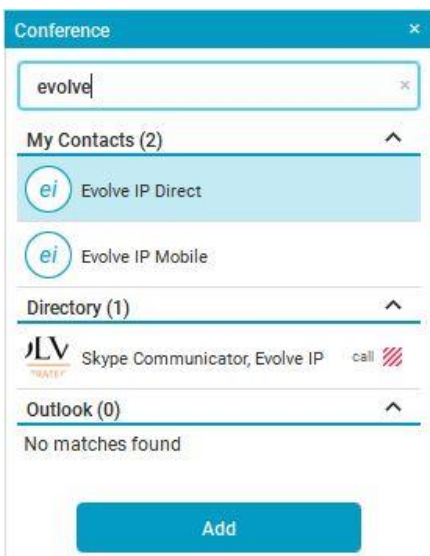 Conference ×
evolve ×
My Contacts (2)
ei Evolve IP Direct
ei Evolve IP Mobile
Directory (1)
Skype Communicator, Evolve IP call
Outlook (0)
No matches found
Add